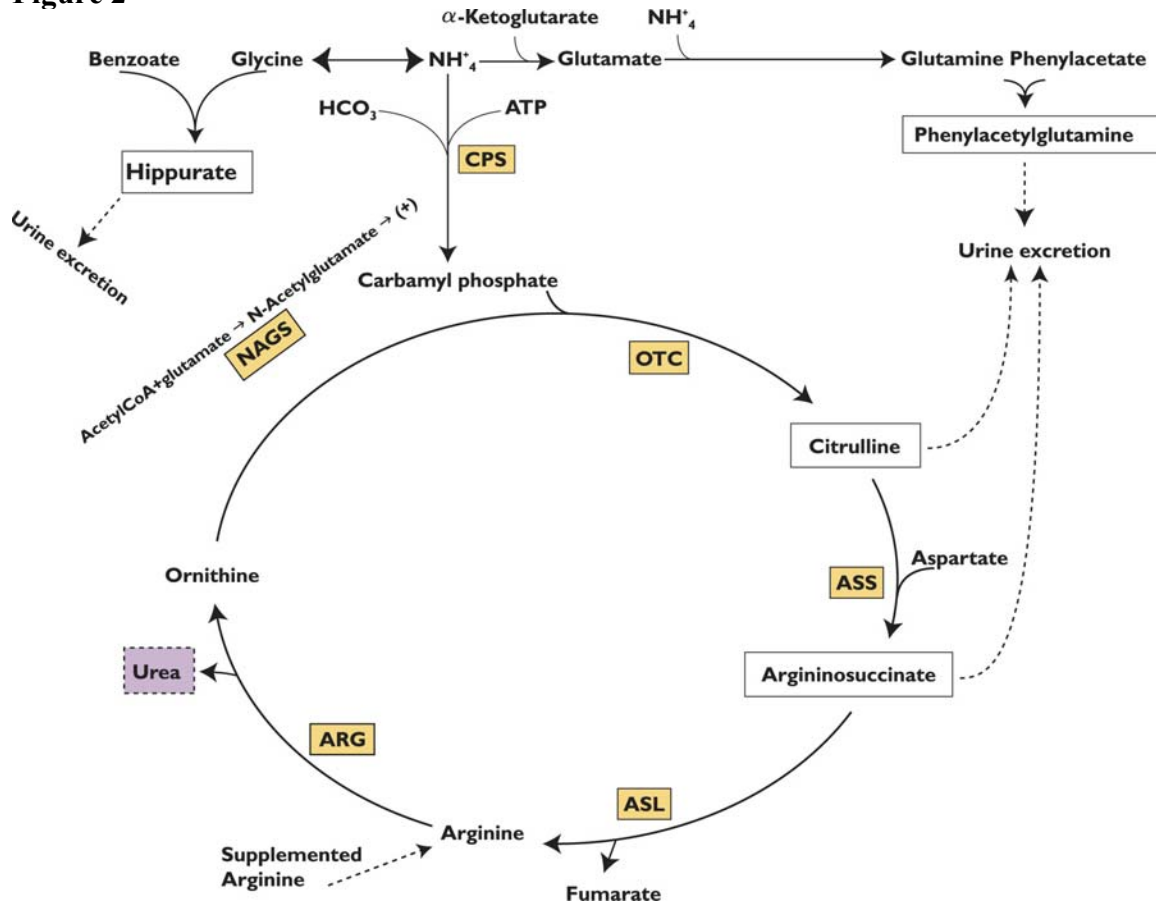 Figure 2
α-Ketoglutarate
NH⁺₄
Benzoate
Glycine
NH⁺₄
Glutamate
Glutamine Phenylacetate
HCO₃
ATP
CPS
Phenylacetylglutamine
Hippurate
Urine excretion
Urine excretion
AcetylCoA+glutamate → N-Acetylglutamate → (+)
NAGS
Carbamyl phosphate
OTC
Citrulline
Aspartate
ASS
Ornithine
Urea
Argininosuccinate
ARG
ASL
Arginine
Supplemented
Arginine
Fumarate